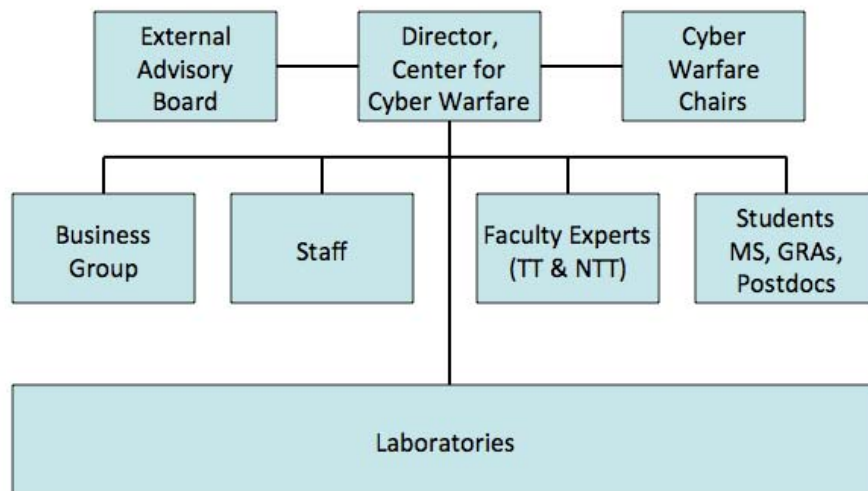 External
Advisory
Board
Director,
Center for
Cyber Warfare
Cyber
Warfare
Chairs
Business
Group
Staff
Faculty Experts
(TT & NTT)
Students
MS, GRAs,
Postdocs
Laboratories